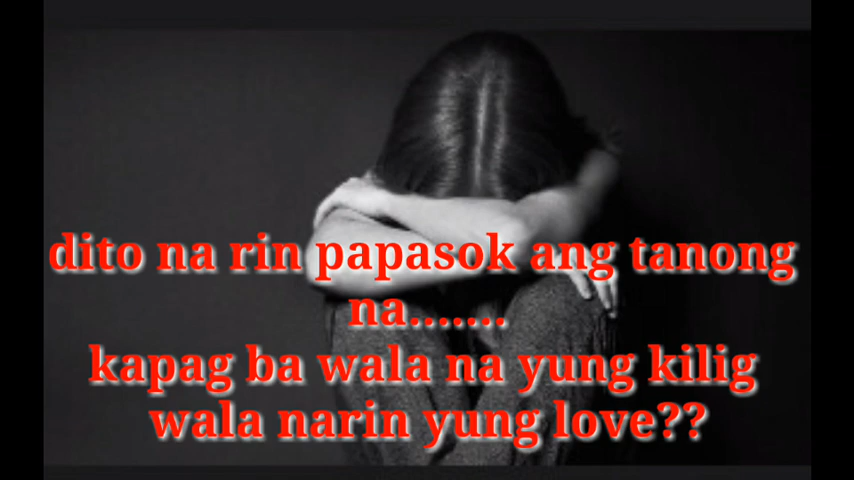 dito na rin papasok ang tanong
na.......
kapag ba wala na yung kilig
wala narin yung love??